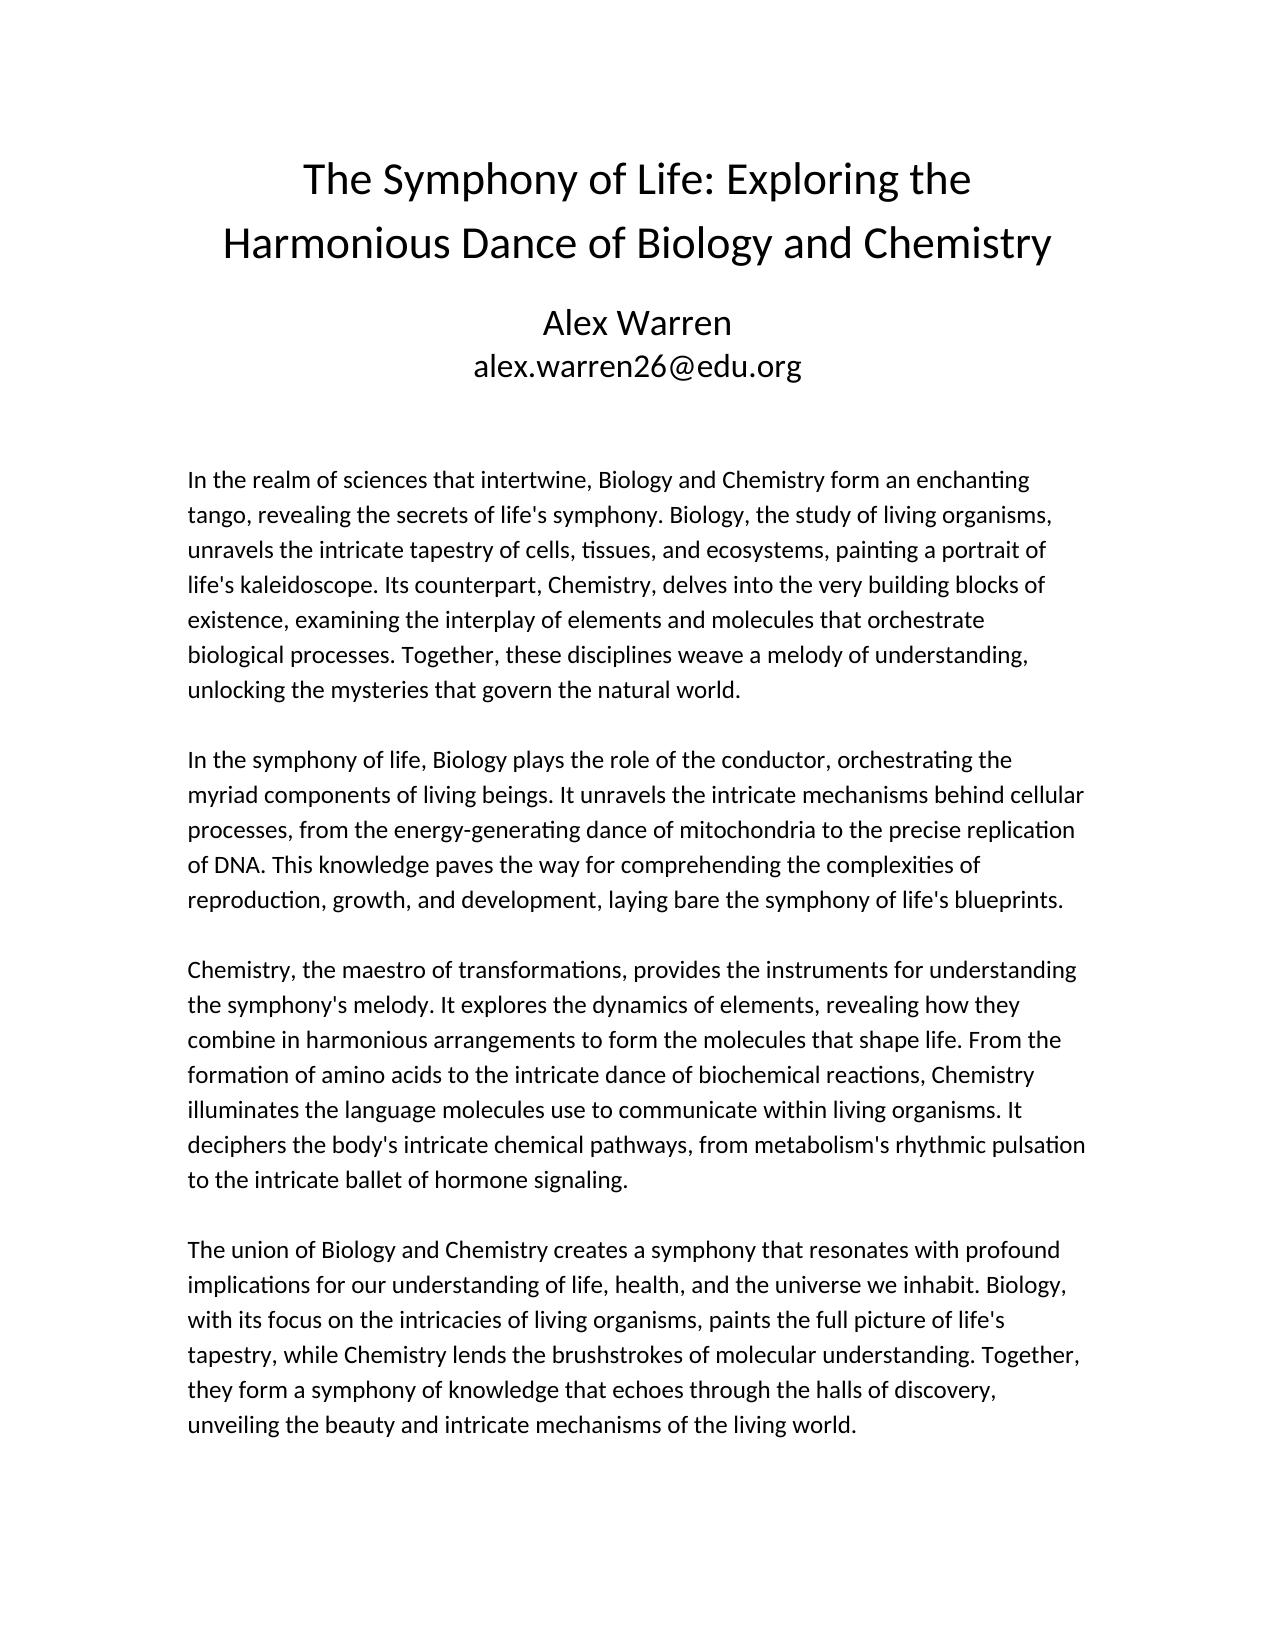 The Symphony of Life: Exploring the
Harmonious Dance of Biology and Chemistry
Alex Warren
alex.warren26@edu.org
In the realm of sciences that intertwine, Biology and Chemistry form an enchanting
tango, revealing the secrets of life's symphony. Biology, the study of living organisms,
unravels the intricate tapestry of cells, tissues, and ecosystems, painting a portrait of
life's kaleidoscope. Its counterpart, Chemistry, delves into the very building blocks of
existence, examining the interplay of elements and molecules that orchestrate
biological processes. Together, these disciplines weave a melody of understanding,
unlocking the mysteries that govern the natural world.
In the symphony of life, Biology plays the role of the conductor, orchestrating the
myriad components of living beings. It unravels the intricate mechanisms behind cellular
processes, from the energy-generating dance of mitochondria to the precise replication
of DNA. This knowledge paves the way for comprehending the complexities of
reproduction, growth, and development, laying bare the symphony of life's blueprints.
Chemistry, the maestro of transformations, provides the instruments for understanding
the symphony's melody. It explores the dynamics of elements, revealing how they
combine in harmonious arrangements to form the molecules that shape life. From the
formation of amino acids to the intricate dance of biochemical reactions, Chemistry
illuminates the language molecules use to communicate within living organisms. It
deciphers the body's intricate chemical pathways, from metabolism's rhythmic pulsation
to the intricate ballet of hormone signaling.
The union of Biology and Chemistry creates a symphony that resonates with profound
implications for our understanding of life, health, and the universe we inhabit. Biology,
with its focus on the intricacies of living organisms, paints the full picture of life's
tapestry, while Chemistry lends the brushstrokes of molecular understanding. Together,
they form a symphony of knowledge that echoes through the halls of discovery,
unveiling the beauty and intricate mechanisms of the living world.